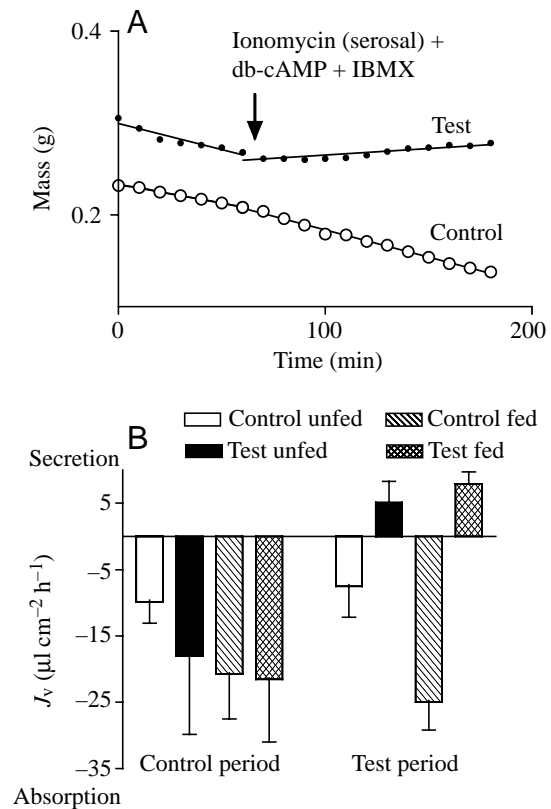 A
0.4
Ionomycin (serosal) +
db-cAMP + IBMX
Test
Mass (g)
0.2
Control
0
100
200
Time (min)
B
Control unfed
Control fed
Test unfed
Test fed
Secretion
5
−5
−15
−25
−35
Jv (µl cm−2 h−1)
Control period
Test period
Absorption